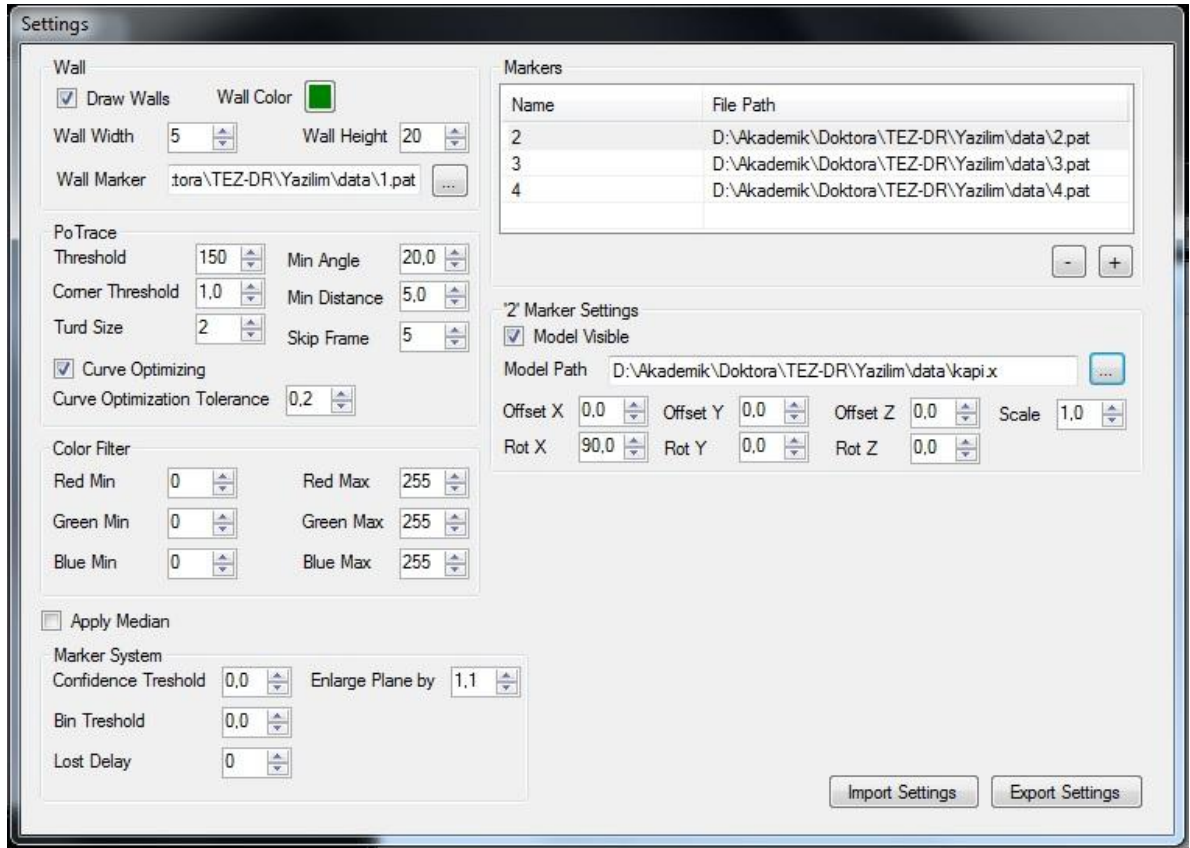 Settings
Wall
Draw Walls Wall Color
Wall Width 5 Wall Height 20
Wall Marker :tora\TEZ-DR\Yazilim\data\1.pat ...
PoTrace
Threshold 150 Min Angle 20,0
Corner Threshold 1,0 Min Distance 5,0
Turd Size 2 Skip Frame 5
Curve Optimizing
Curve Optimization Tolerance 0,2
Color Filter
Red Min 0 Red Max 255
Green Min 0 Green Max 255
Blue Min 0 Blue Max 255
Apply Median
Marker System
Confidence Treshold 0,0 Enlarge Plane by 1,1
Bin Treshold 0,0
Lost Delay 0
Markers
Name File Path
2 D:\Akademik\Doktora\TEZ-DR\Yazilim\data\2.pat
3 D:\Akademik\Doktora\TEZ-DR\Yazilim\data\3.pat
4 D:\Akademik\Doktora\TEZ-DR\Yazilim\data\4.pat
- +
'2' Marker Settings
Model Visible
Model Path D:\Akademik\Doktora\TEZ-DR\Yazilim\data\kapi.x ...
Offset X 0,0 Offset Y 0,0 Offset Z 0,0 Scale 1,0
Rot X 90,0 Rot Y 0,0 Rot Z 0,0
Import Settings Export Settings